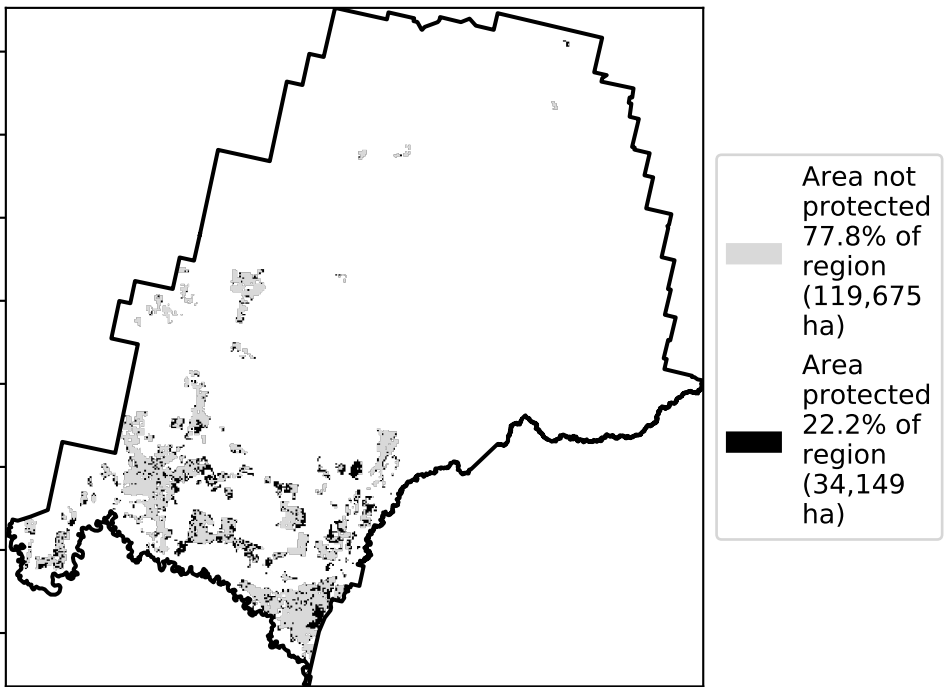 Area not
protected
77.8% of
region
(119,675
ha)
Area
protected
22.2% of
region
(34,149
ha)